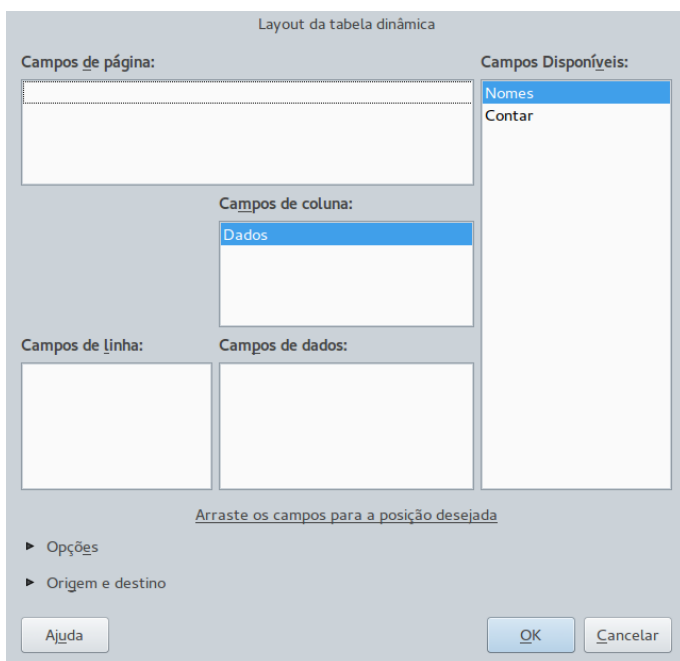 Layout da tabela dinâmica
Campos de página:
Campos Disponíveis:
Nomes
Contar
Campos de coluna:
Dados
Campos de linha:
Campos de dados:
Arraste os campos para a posição desejada
Opções
Origem e destino
Ajuda
OK
Cancelar